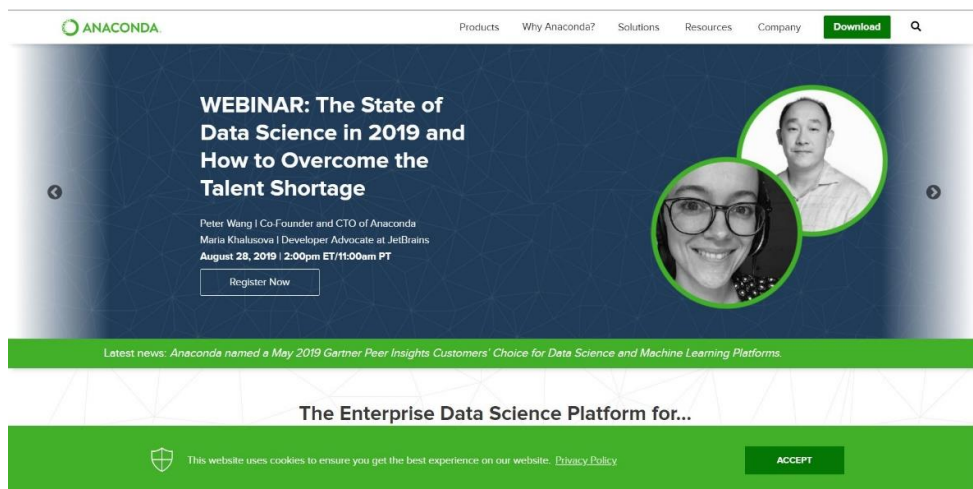 ANACONDA.
Products Why Anaconda? Solutions Resources Company Download
WEBINAR: The State of
Data Science in 2019 and
How to Overcome the
Talent Shortage
Peter Wang | Co-Founder and CTO of Anaconda
Maria Khalusova | Developer Advocate at JetBrains
August 28, 2019 | 2:00pm ET/11:00am PT
Register Now
Latest news: Anaconda named a May 2019 Gartner Peer Insights Customers' Choice for Data Science and Machine Learning Platforms.
The Enterprise Data Science Platform for...
This website uses cookies to ensure you get the best experience on our website. Privacy Policy
ACCEPT